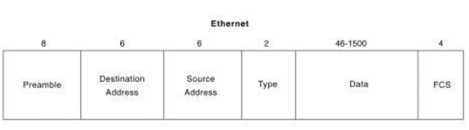 Ethernet
8 6 6 2 46-1500 4
Preamble
Destination
Address
Source
Address
Type
Data
FCS